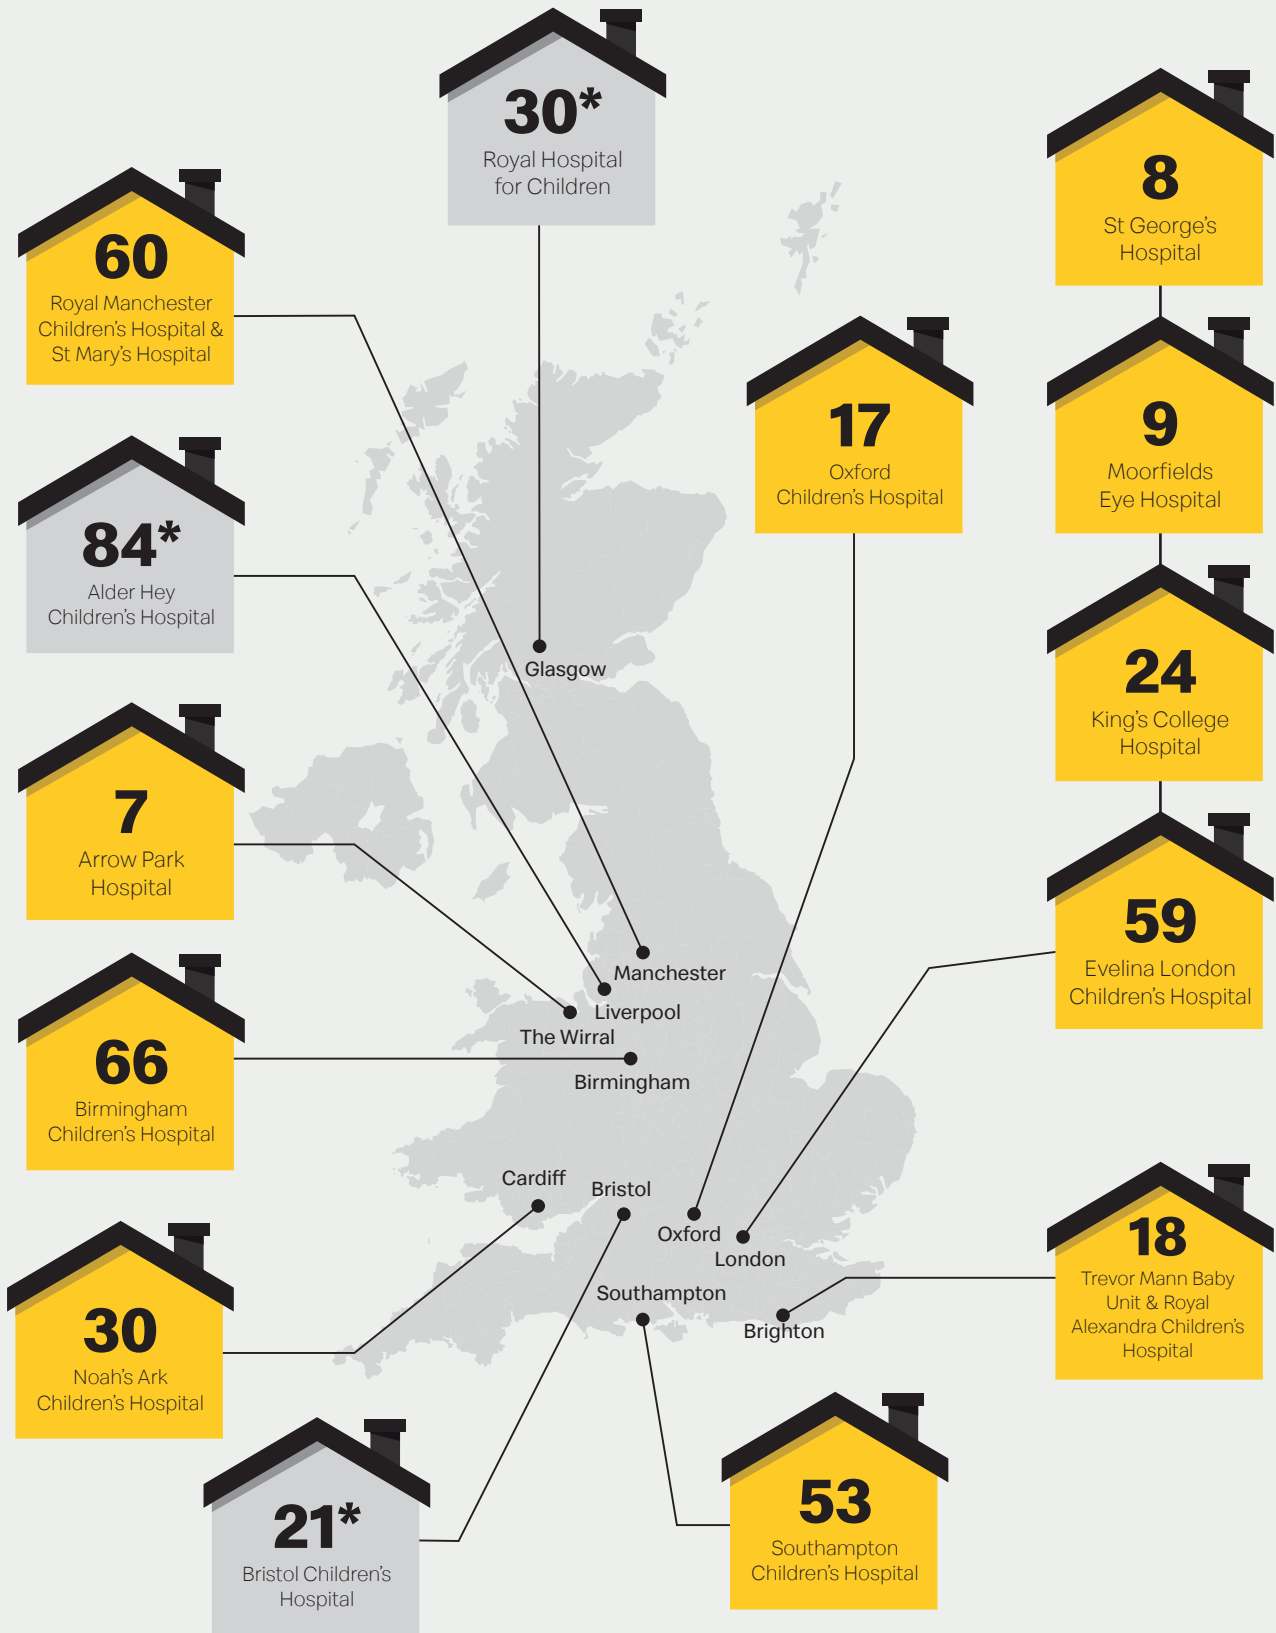 30*
Royal Hospital
for Children
60
Royal Manchester
Children's Hospital &
St Mary's Hospital
84*
Alder Hey
Children's Hospital
7
Arrow Park
Hospital
66
Birmingham
Children's Hospital
30
Noah's Ark
Children's Hospital
21*
Bristol Children's
Hospital
17
Oxford
Children's Hospital
8
St George's
Hospital
9
Moorfields
Eye Hospital
24
King's College
Hospital
59
Evelina London
Children's Hospital
18
Trevor Mann Baby
Unit & Royal
Alexandra Children's
Hospital
53
Southampton
Children's Hospital
Glasgow
Manchester
Liverpool
The Wirral
Birmingham
Cardiff
Bristol
Oxford
London
Southampton
Brighton